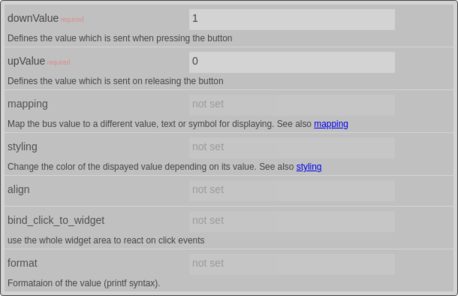 downValue required 1
Defines the value which is sent when pressing the button
upValue required 0
Defines the value which is sent on releasing the button
mapping not set
Map the bus value to a different value, text or symbol for displaying. See also mapping
styling not set
Change the color of the dispayed value depending on its value. See also styling
align not set
bind_click_to_widget not set
use the whole widget area to react on click events
format not set
Formataion of the value (printf syntax).